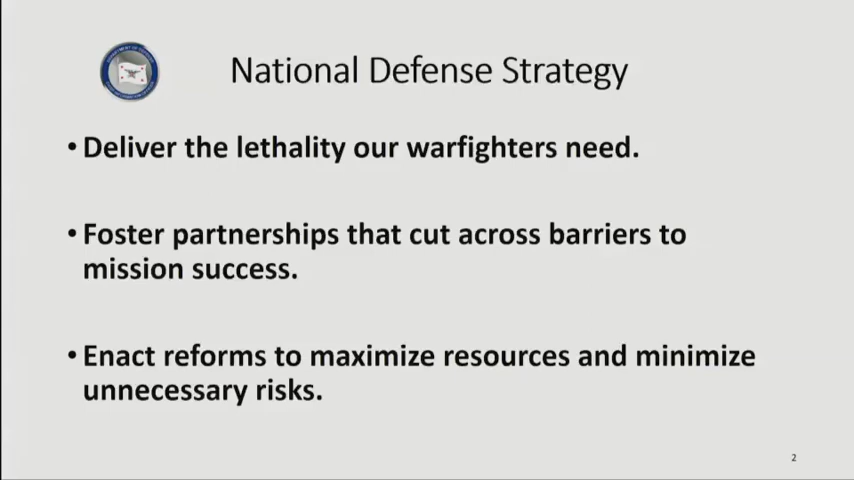 National Defense Strategy
• Deliver the lethality our warfighters need.
• Foster partnerships that cut across barriers to
mission success.
• Enact reforms to maximize resources and minimize
unnecessary risks.
2